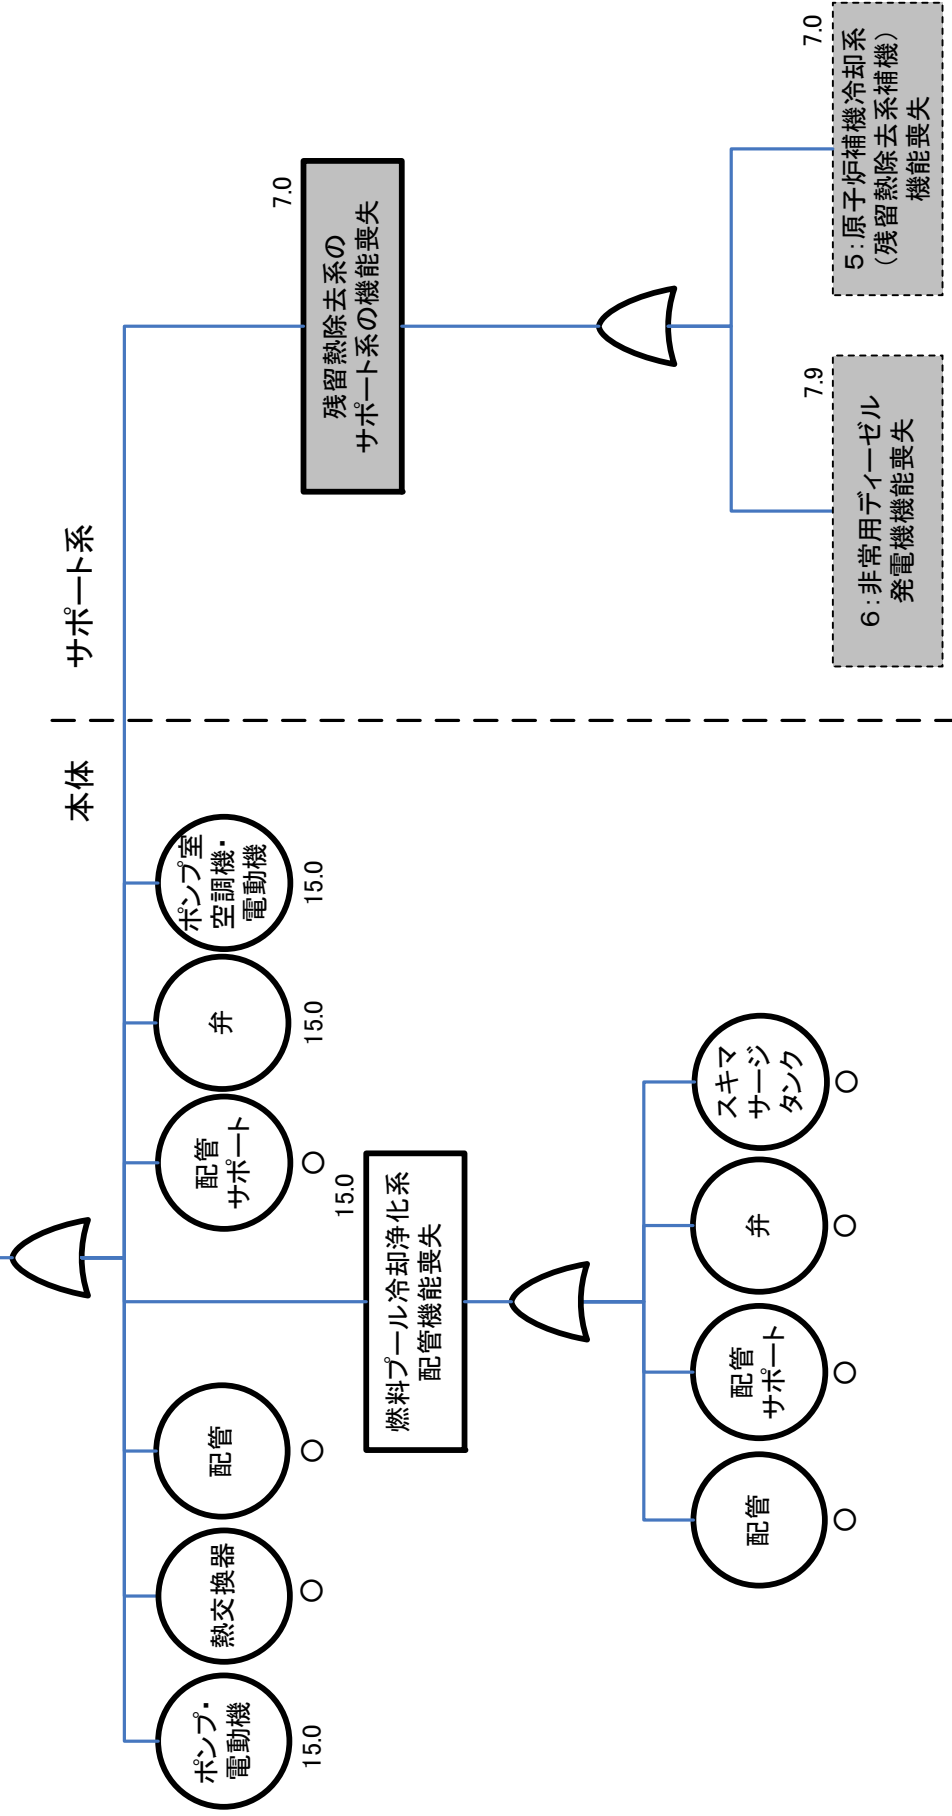 本体
サポート系
ポンプ・
電動機
15.0
熱交換器
○
配管
○
配管
サポート
○
弁
15.0
ポンプ室
空調機・
電動機
15.0
15.0
燃料プール冷却浄化系
配管機能喪失
配管
○
配管
サポート
○
弁
○
スキマ
サージ
タンク
○
7.0
残留熱除去系の
サポート系の機能喪失
7.9
6:非常用ディーゼル
発電機機能喪失
7.0
5:原子炉補機冷却系
(残留熱除去系補機)
機能喪失